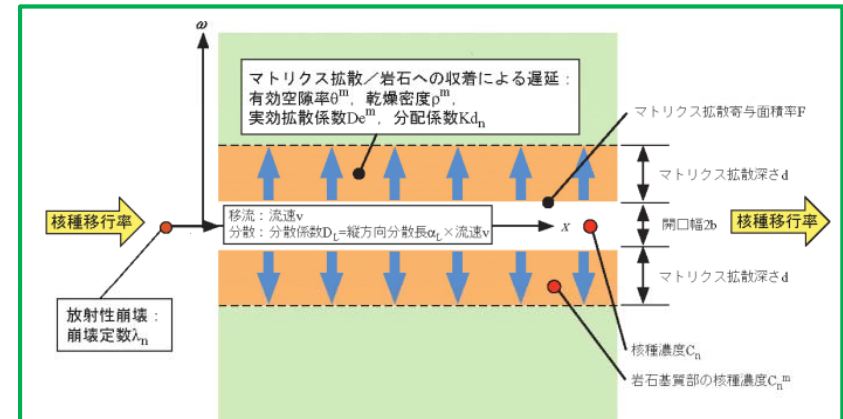 ω
マトリクス拡散／岩石への収着による遅延：
有効空隙率θm, 乾燥密度ρm,
実効拡散係数Dem, 分配係数Kdn
マトリクス拡散寄与面積率F
マトリクス拡散深さd
核種移行率
移流：流速v
分散：分散係数DL=縦方向分散長αL×流速v
x
開口幅2b
核種移行率
マトリクス拡散深さd
放射性崩壊：
崩壊定数λn
核種濃度Cn
岩石基質部の核種濃度Cnm